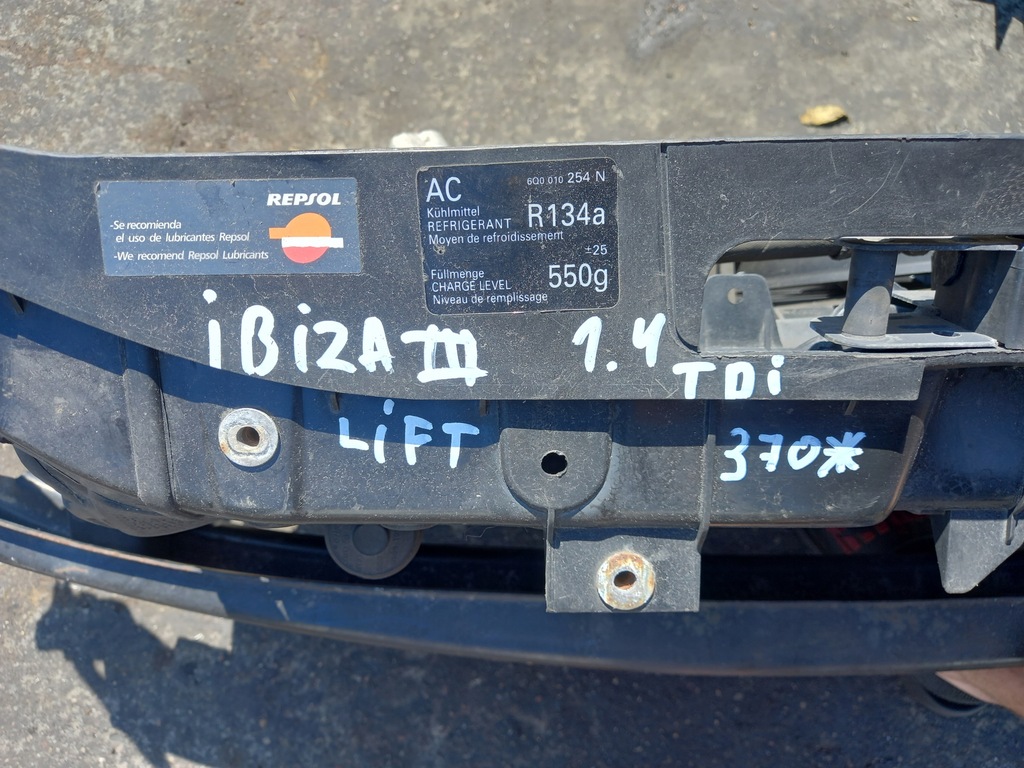 REPSOL
-Se recomienda
el uso de lubricantes Repsol
-We recomend Repsol Lubricants
AC 6Q0 010 254 N
Kühlmittel
REFRIGERANT R134a
Moyen de refroidissement
±25
Füllmenge
CHARGE LEVEL 550g
Niveau de remplissage
iBiZA III 1.4
TDi
LiFT
370*